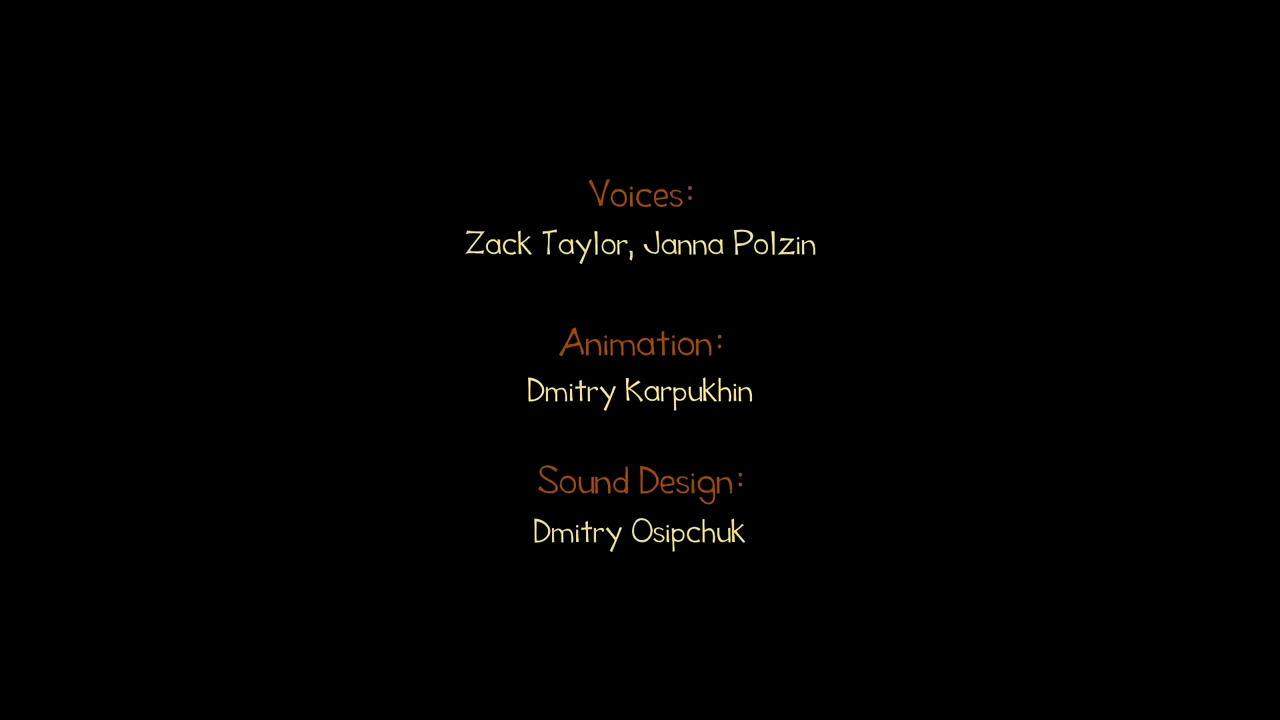 Voices:
Zack Taylor, Janna Polzin
Animation:
Dmitry Karpukhin
Sound Design:
Dmitry Osipchuk